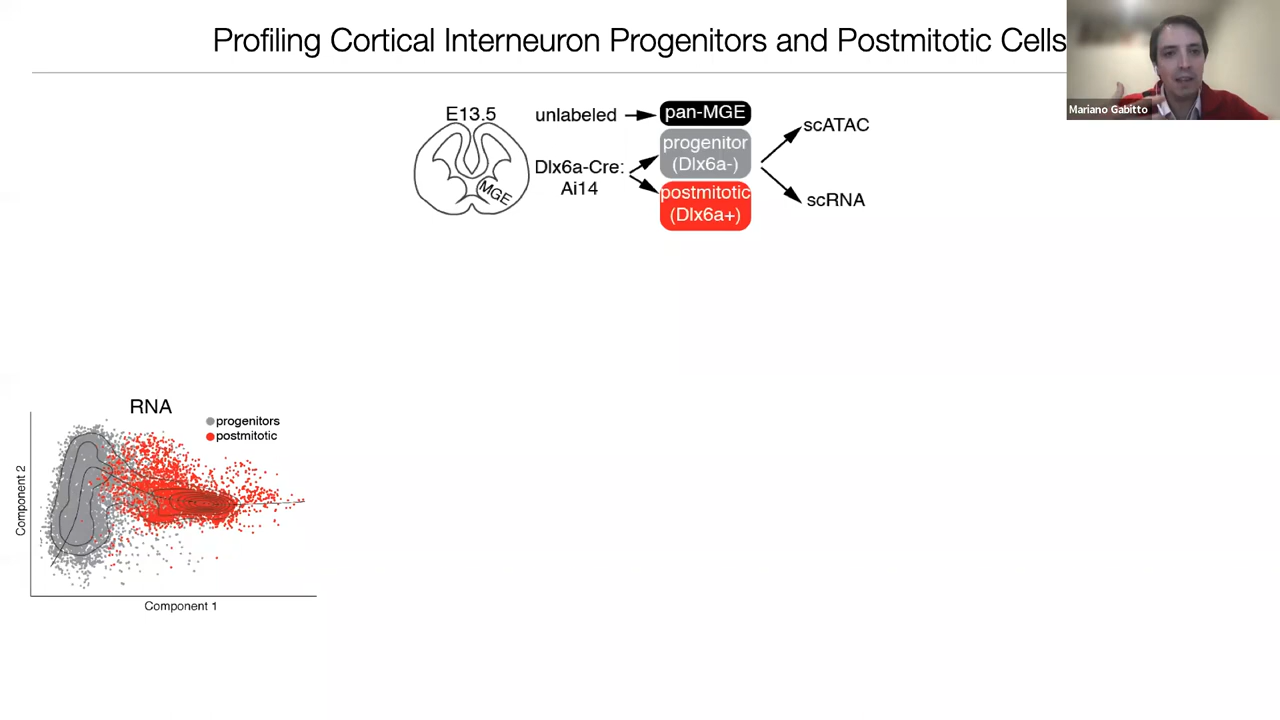 Profiling Cortical Interneuron Progenitors and Postmitotic Cells
Mariano Gabitto
E13.5
MGE
unlabeled
Dlx6a-Cre:
Ai14
pan-MGE
progenitor
(Dlx6a-)
postmitotic
(Dlx6a+)
scATAC
scRNA
RNA
progenitors
postmitotic
Component 2
Component 1